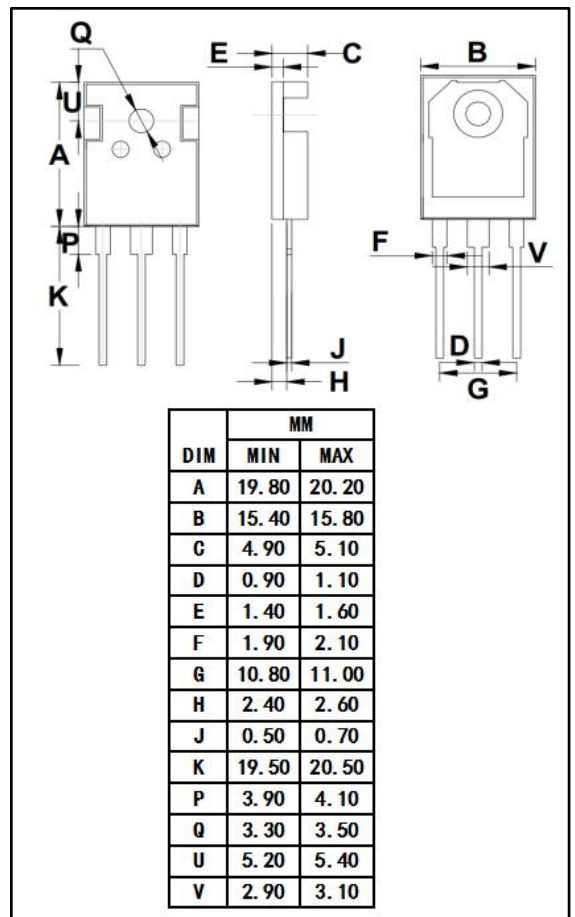 Q
E C B
U
A
P
F V
K
J D
H G
MM
DIM MIN MAX
A 19.80 20.20
B 15.40 15.80
C 4.90 5.10
D 0.90 1.10
E 1.40 1.60
F 1.90 2.10
G 10.80 11.00
H 2.40 2.60
J 0.50 0.70
K 19.50 20.50
P 3.90 4.10
Q 3.30 3.50
U 5.20 5.40
V 2.90 3.10